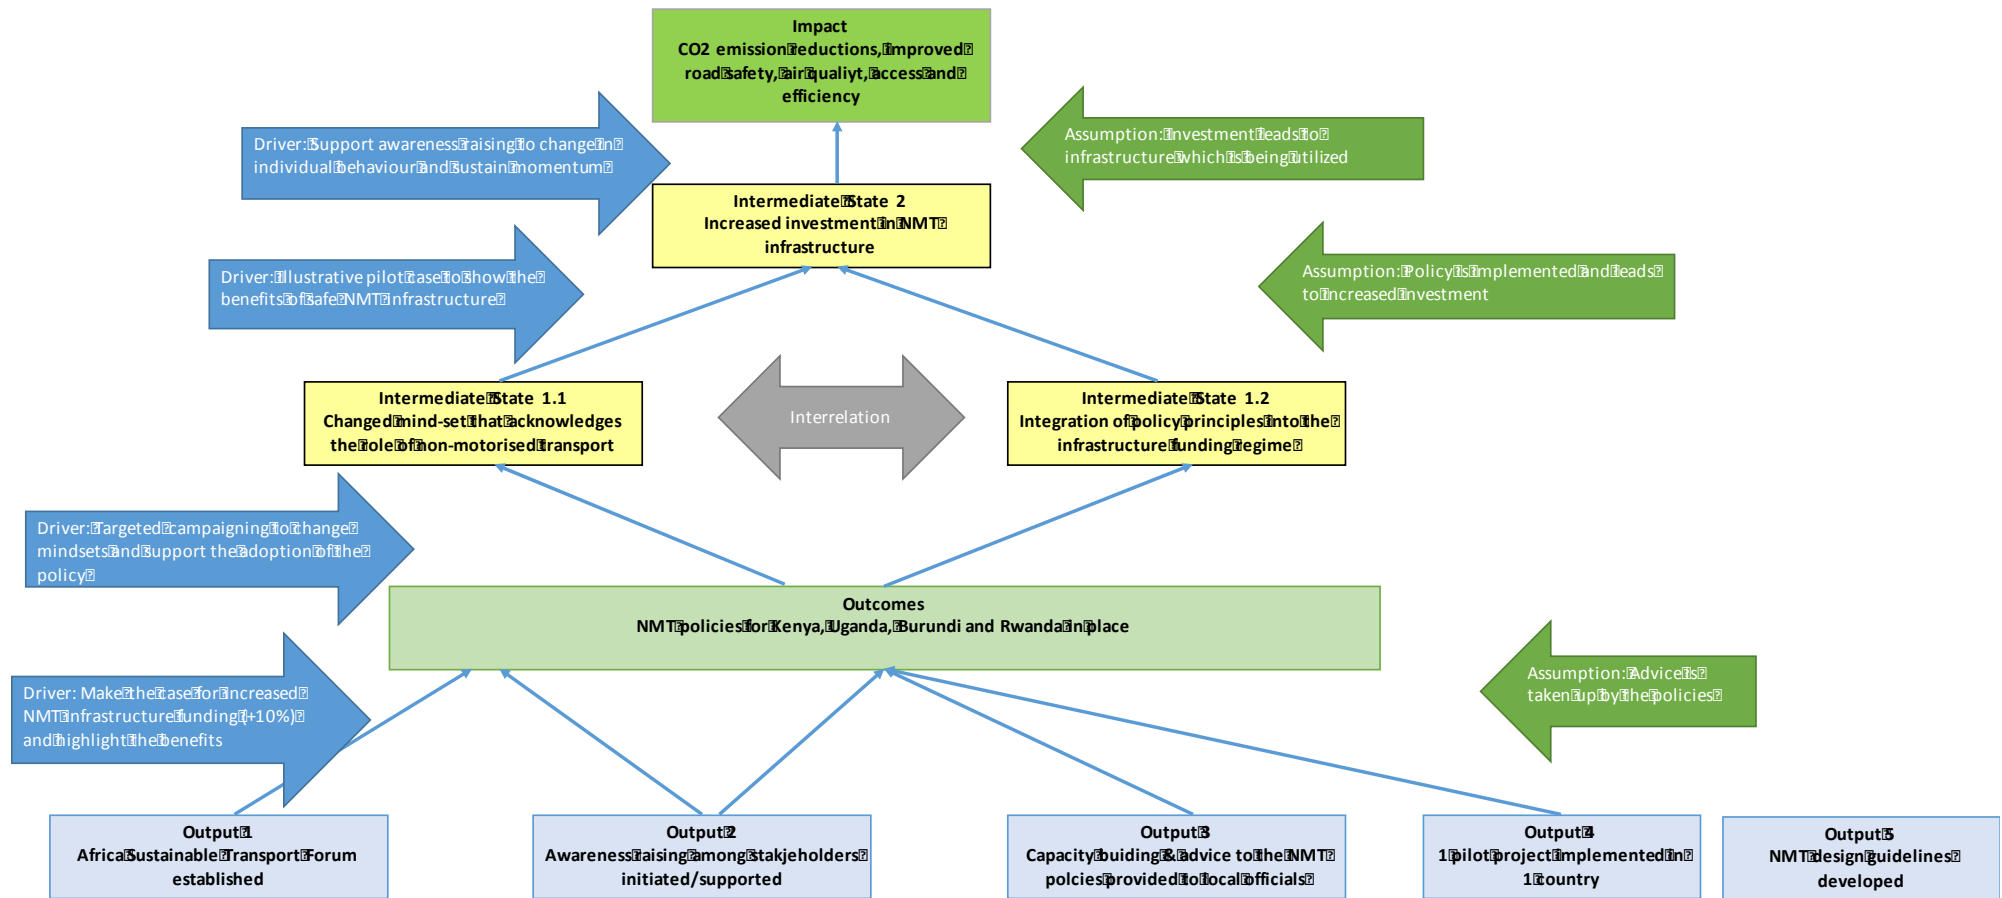 Impact
CO2 emission reductions, improved
road safety, air qualiyt, access and
efficiency
Driver: Support awareness raising to change in
individual behaviour and sustain momentum
Assumption: Investment leads to
infrastructure which is being utilized
Intermediate State 2
Increased investment in NMT
infrastructure
Driver: Illustrative pilot case to show the
benefits of safe NMT infrastructure
Assumption: Policy is implemented and leads
to increased investment
Intermediate State 1.1
Changed mind-set that acknowledges
the role of non-motorised transport
Interrelation
Intermediate State 1.2
Integration of policy principles into the
infrastructure funding regime
Driver: Targeted campaigning to change
mindsets and support the adoption of the
policy
Outcomes
NMT policies for Kenya, Uganda, Burundi and Rwanda in place
Driver: Make the case for increased
NMT infrastructure funding (+10%)
and highlight the benefits
Assumption: Advice is
taken up by the policies
Output 1
Africa Sustainable Transport Forum
established
Output 2
Awareness raising among stakjeholders
initiated/supported
Output 3
Capacity buiding & advice to the NMT
polcies provided to local officials
Output 4
1 pilot project implemented in
1 country
Output 5
NMT design guidelines
developed